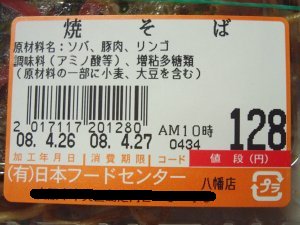 焼そば
原材料名：ソバ、豚肉、リンゴ
調味料（アミノ酸等）、増粘多糖類
（原材料の一部に小麦、大豆を含む）
2 017117 201280
08.4.26 08.4.27 AM10時 0434 128
加工年月日 消費期限 コード 値段（円）
(有)日本フードセンター 八幡店
プラ